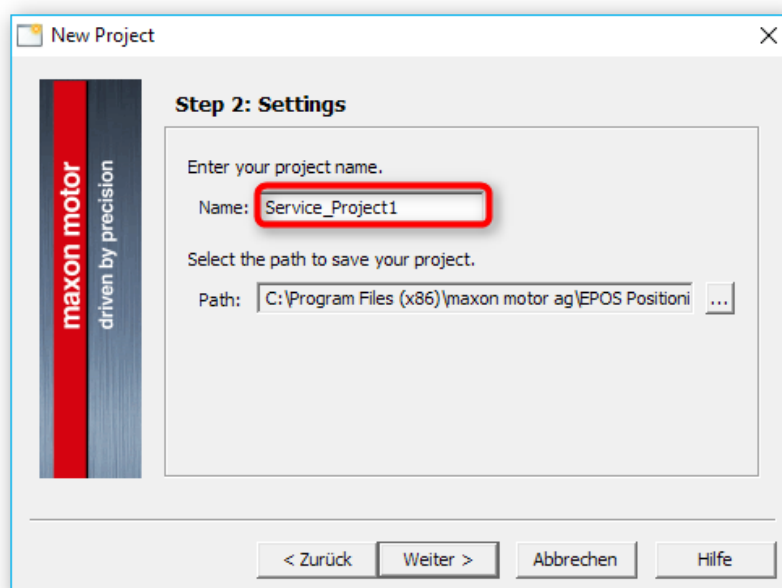 New Project
maxon motor
driven by precision
Step 2: Settings
Enter your project name.
Name: Service_Project1
Select the path to save your project.
Path: C:\Program Files (x86)\maxon motor ag\EPOS Positioni ...
< Zurück Weiter > Abbrechen Hilfe